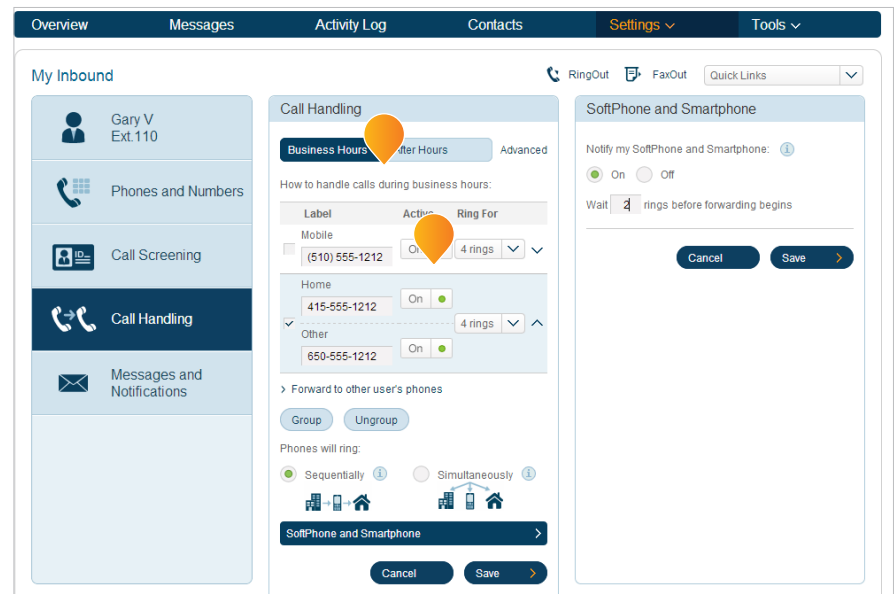 Overview Messages Activity Log Contacts Settings Tools
My Inbound
RingOut FaxOut Quick Links
Gary V
Ext.110
Phones and Numbers
Call Screening
Call Handling
Messages and
Notifications
Call Handling
Business Hours After Hours Advanced
How to handle calls during business hours:
Label Active Ring For
Mobile
(510) 555-1212 On 4 rings
Home
415-555-1212 On
4 rings
Other
650-555-1212 On
> Forward to other user's phones
Group Ungroup
Phones will ring:
Sequentially i Simultaneously i
SoftPhone and Smartphone >
Cancel Save >
SoftPhone and Smartphone
Notify my SoftPhone and Smartphone: i
On Off
Wait 2 rings before forwarding begins
Cancel Save >